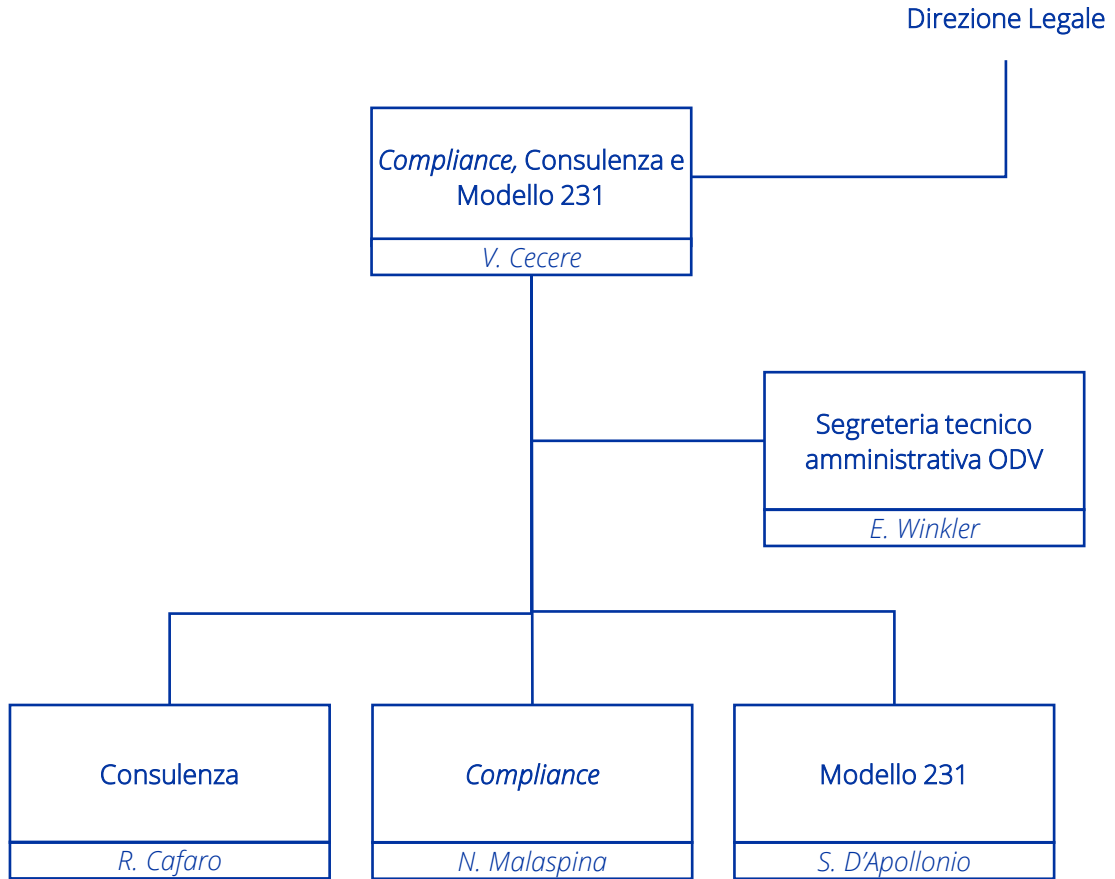 Direzione Legale
Compliance, Consulenza e
Modello 231
V. Cecere
Segreteria tecnico
amministrativa ODV
E. Winkler
Consulenza
R. Cafaro
Compliance
N. Malaspina
Modello 231
S. D’Apollonio